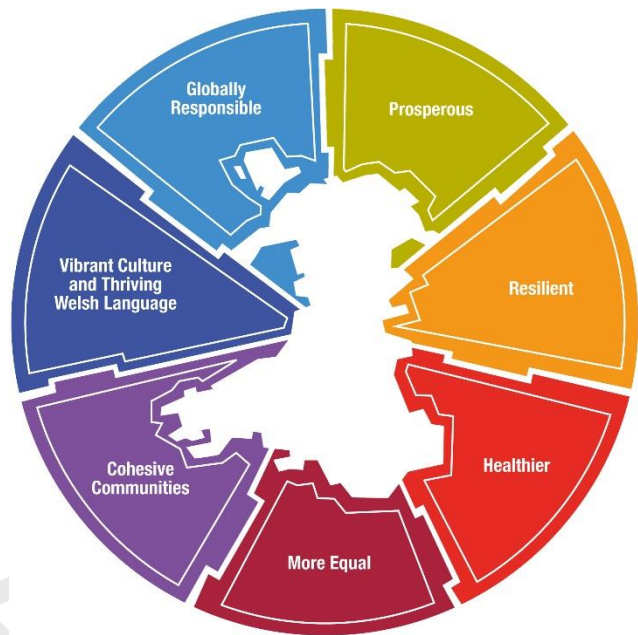 Globally
Responsible
Prosperous
Resilient
Healthier
More Equal
Cohesive
Communities
Vibrant Culture
and Thriving
Welsh Language